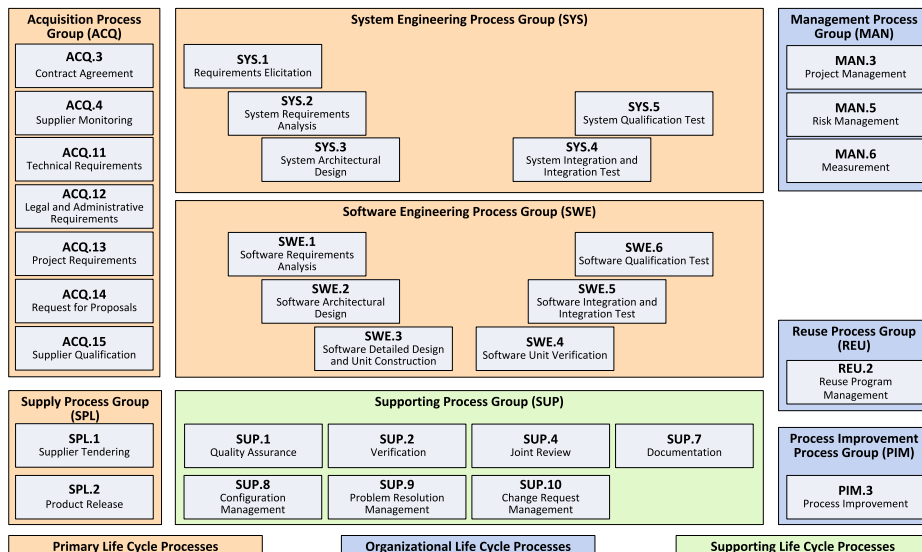 Acquisition Process
Group (ACQ)
ACQ.3
Contract Agreement
ACQ.4
Supplier Monitoring
ACQ.11
Technical Requirements
ACQ.12
Legal and Administrative
Requirements
ACQ.13
Project Requirements
ACQ.14
Request for Proposals
ACQ.15
Supplier Qualification
System Engineering Process Group (SYS)
SYS.1
Requirements Elicitation
SYS.2
System Requirements
Analysis
SYS.3
System Architectural
Design
SYS.5
System Qualification Test
SYS.4
System Integration and
Integration Test
Software Engineering Process Group (SWE)
SWE.1
Software Requirements
Analysis
SWE.2
Software Architectural
Design
SWE.3
Software Detailed Design
and Unit Construction
SWE.6
Software Qualification Test
SWE.5
Software Integration and
Integration Test
SWE.4
Software Unit Verification
Management Process
Group (MAN)
MAN.3
Project Management
MAN.5
Risk Management
MAN.6
Measurement
Reuse Process Group
(REU)
REU.2
Reuse Program
Management
Supply Process Group
(SPL)
SPL.1
Supplier Tendering
SPL.2
Product Release
Supporting Process Group (SUP)
SUP.1
Quality Assurance
SUP.2
Verification
SUP.4
Joint Review
SUP.7
Documentation
SUP.8
Configuration
Management
SUP.9
Problem Resolution
Management
SUP.10
Change Request
Management
Process Improvement
Process Group (PIM)
PIM.3
Process Improvement
Primary Life Cycle Processes
Organizational Life Cycle Processes
Supporting Life Cycle Processes